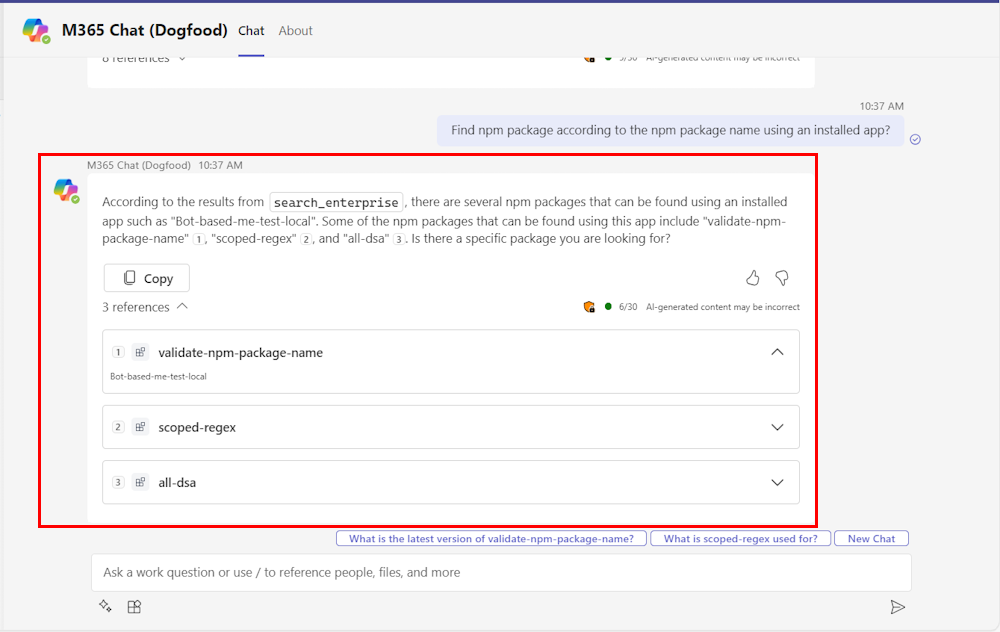 M365 Chat (Dogfood) Chat About
6 references 5/30 AI-generated content may be incorrect
10:37 AM
Find npm package according to the npm package name using an installed app?
M365 Chat (Dogfood) 10:37 AM
According to the results from search_enterprise, there are several npm packages that can be found using an installed
app such as "Bot-based-me-test-local". Some of the npm packages that can be found using this app include "validate-npm-
package-name" 1, "scoped-regex" 2, and "all-dsa" 3. Is there a specific package you are looking for?
Copy
3 references 6/30 AI-generated content may be incorrect
1 validate-npm-package-name
Bot-based-me-test-local
2 scoped-regex
3 all-dsa
What is the latest version of validate-npm-package-name? What is scoped-regex used for? New Chat
Ask a work question or use / to reference people, files, and more